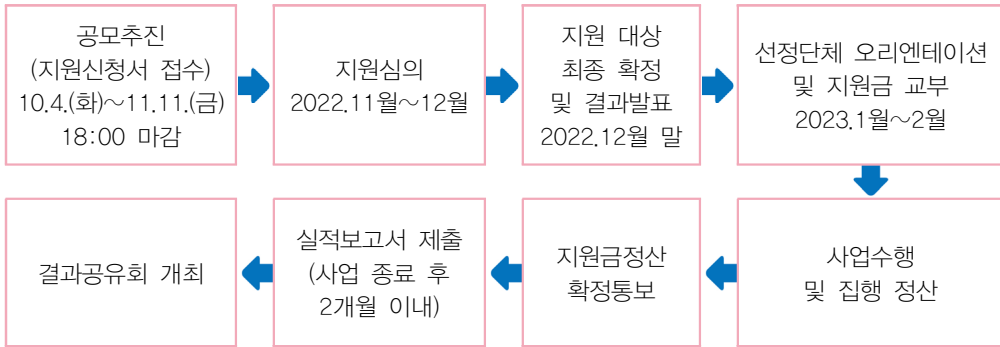 공모추진
(지원신청서 접수)
10.4.(화)~11.11.(금)
18:00 마감
지원심의
2022.11월~12월
지원 대상
최종 확정
및 결과발표
2022.12월 말
선정단체 오리엔테이션
및 지원금 교부
2023.1월~2월
사업수행
및 집행 정산
지원금정산
확정통보
실적보고서 제출
(사업 종료 후
2개월 이내)
결과공유회 개최